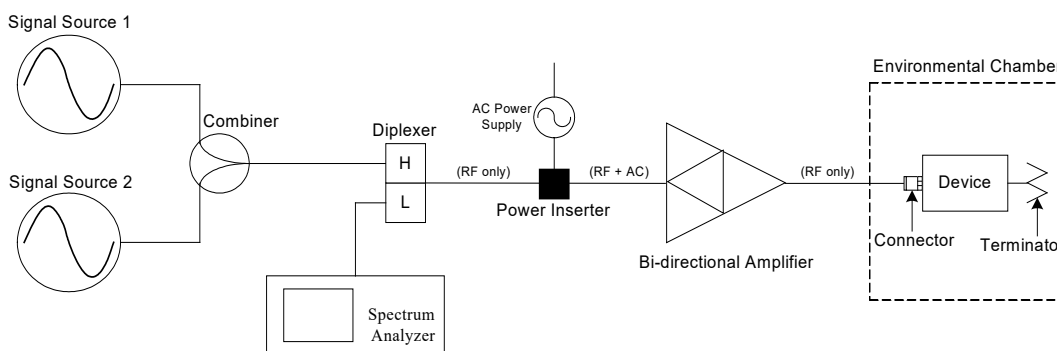 Signal Source 1
Combiner
Signal Source 2
Diplexer
H
L
Spectrum
Analyzer
(RF only)
AC Power
Supply
Power Inserter
(RF + AC)
Bi-directional Amplifier
(RF only)
Environmental Chamber
Device
Connector
Terminato